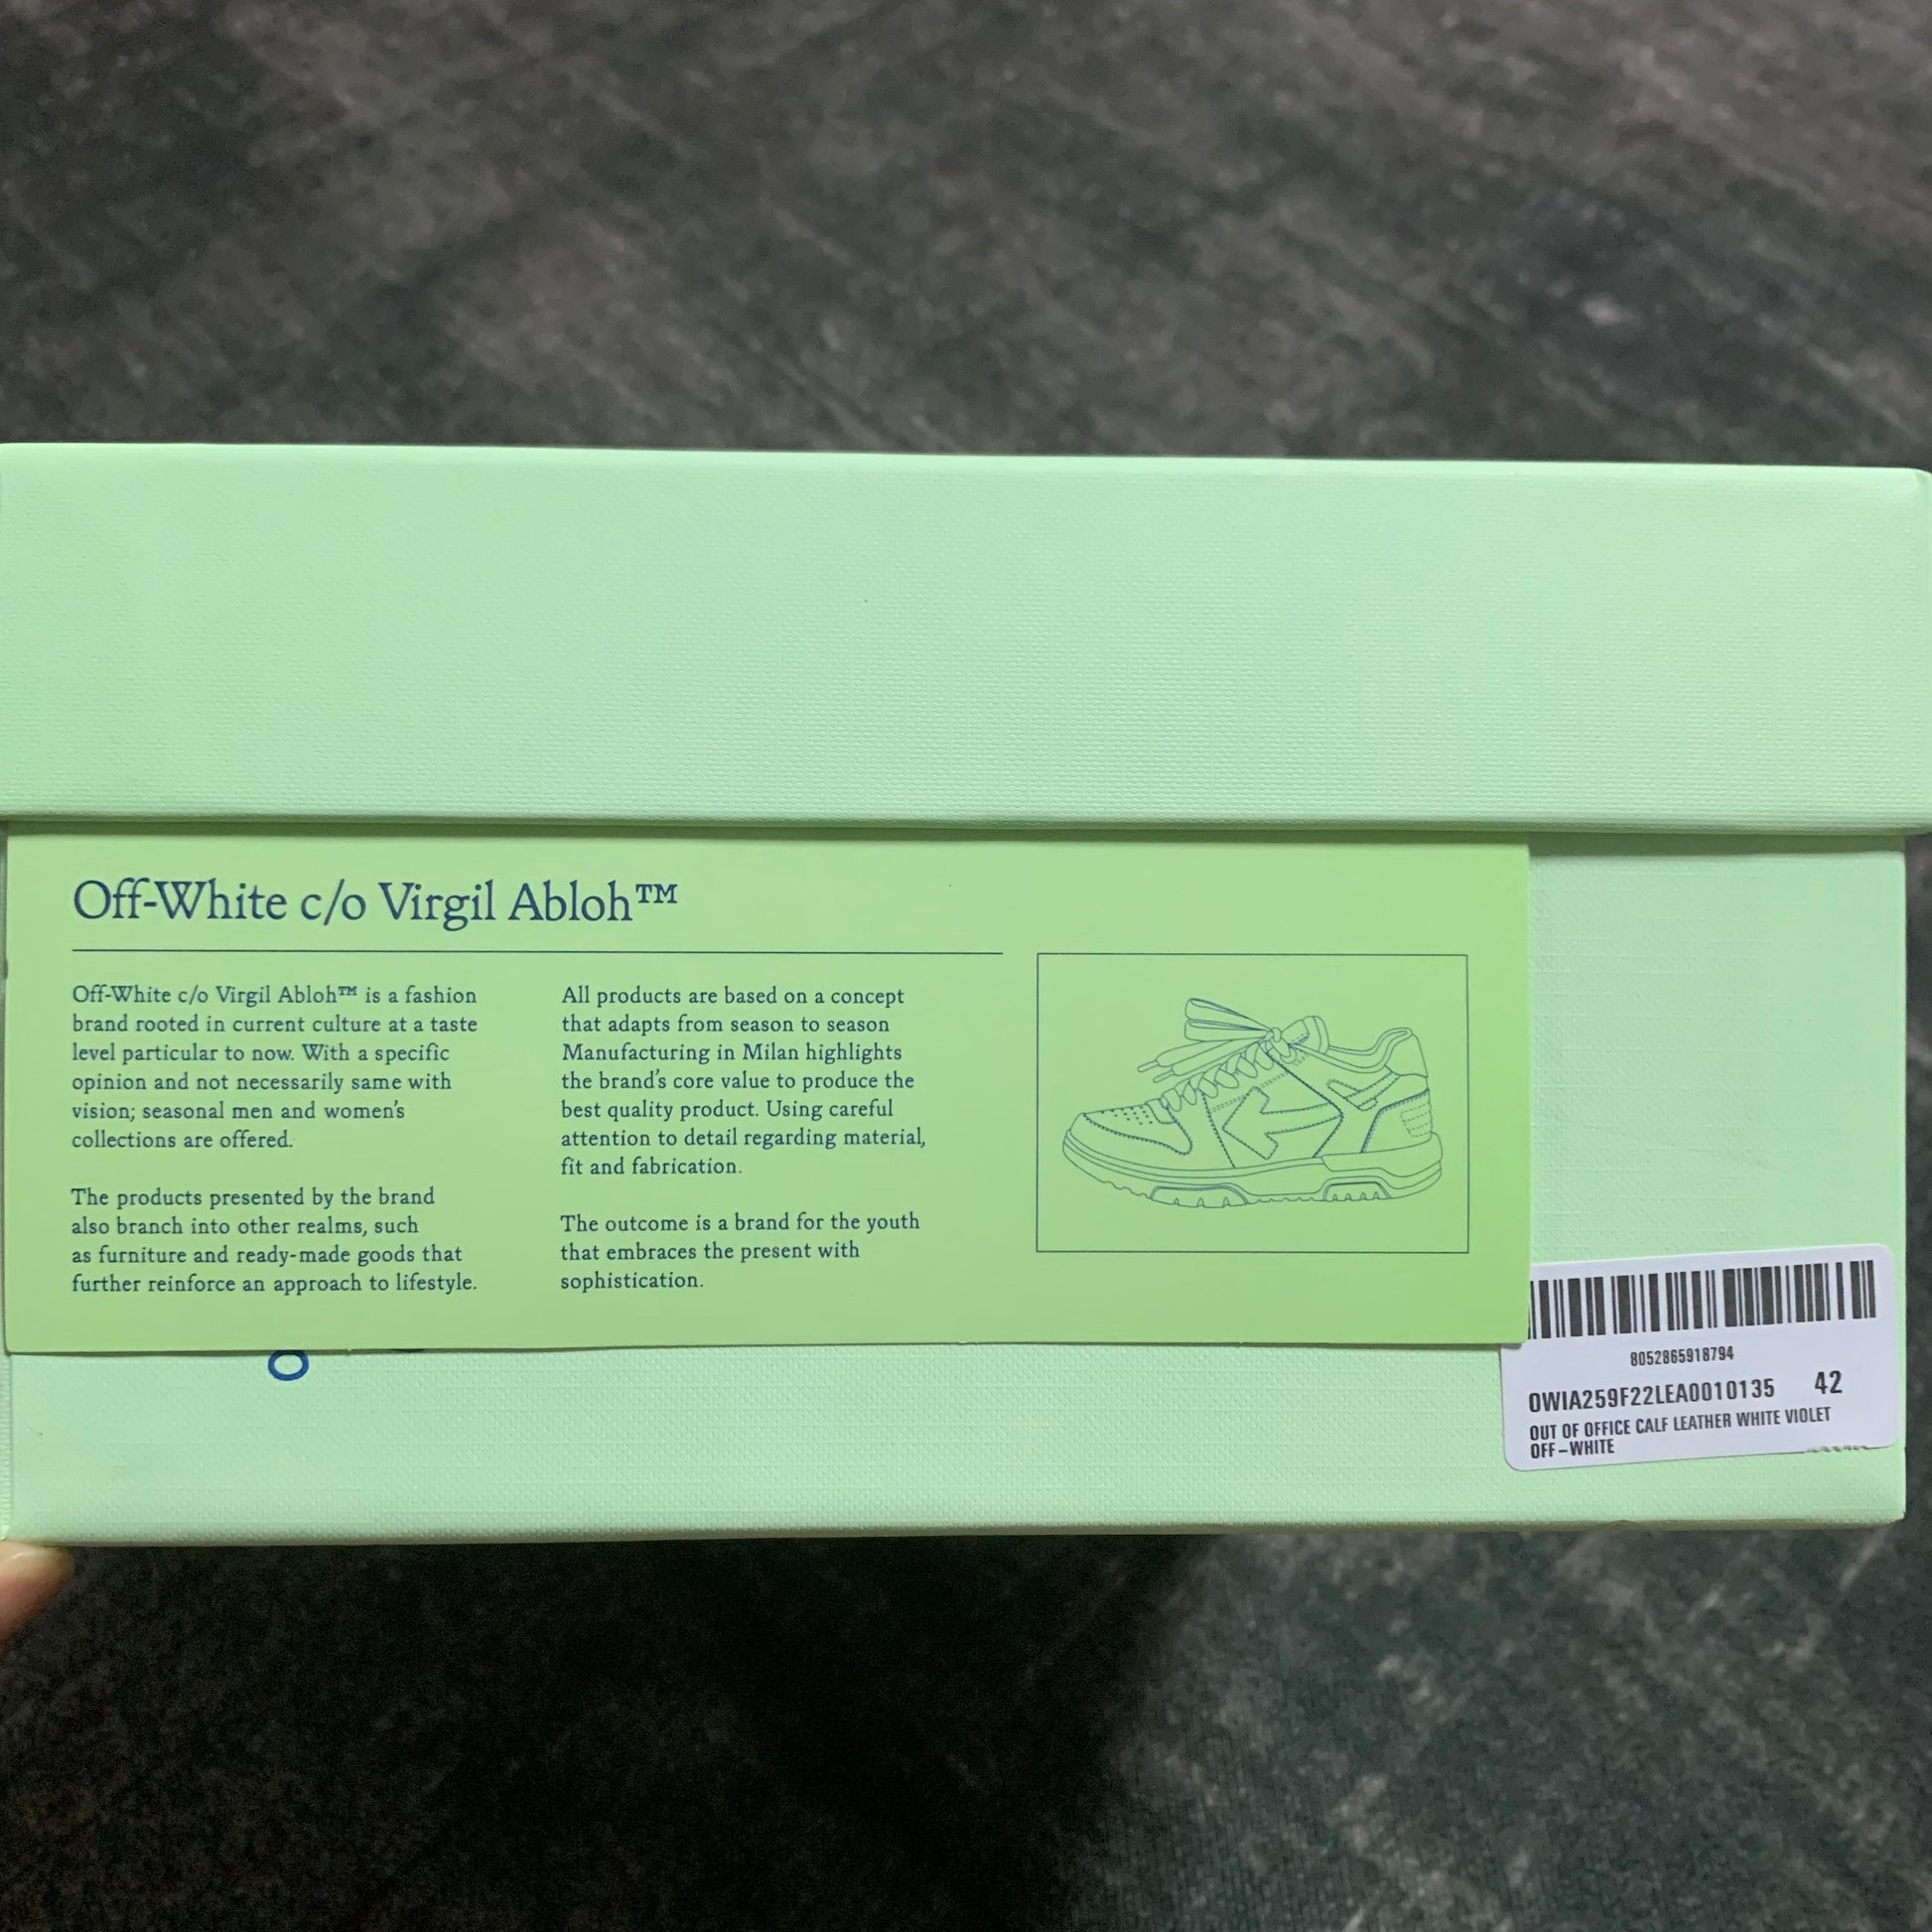 Off-White c/o Virgil Abloh™
Off-White c/o Virgil Abloh™ is a fashion
brand rooted in current culture at a taste
level particular to now. With a specific
opinion and not necessarily same with
vision; seasonal men and women's
collections are offered.
The products presented by the brand
also branch into other realms, such
as furniture and ready-made goods that
further reinforce an approach to lifestyle.
All products are based on a concept
that adapts from season to season
Manufacturing in Milan highlights
the brand's core value to produce the
best quality product. Using careful
attention to detail regarding material,
fit and fabrication.
The outcome is a brand for the youth
that embraces the present with
sophistication.
8052865918794
OWIA259F22LEA0010135 42
OUT OF OFFICE CALF LEATHER WHITE VIOLET
OFF-WHITE